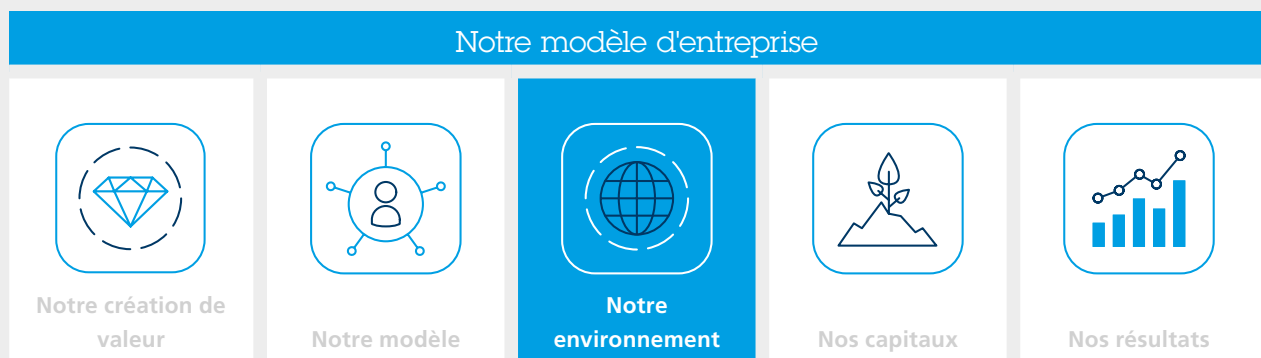 Notre modèle d'entreprise
Notre création de
valeur
Notre modèle
Notre
environnement
Nos capitaux
Nos résultats